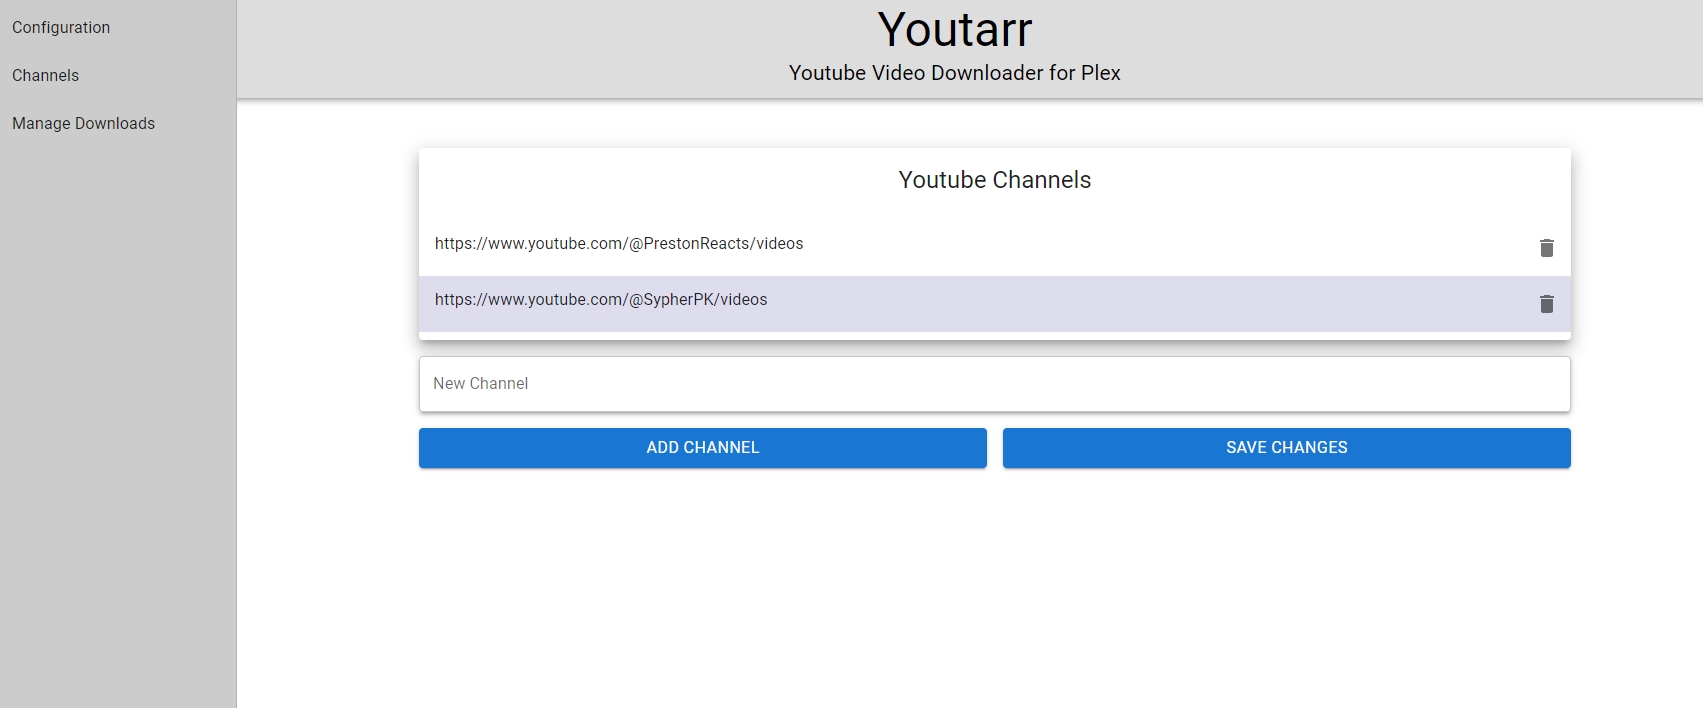 Configuration
Channels
Manage Downloads
Youtarr
Youtube Video Downloader for Plex
Youtube Channels
https://www.youtube.com/@PrestonReacts/videos
https://www.youtube.com/@SypherPK/videos
New Channel
ADD CHANNEL
SAVE CHANGES